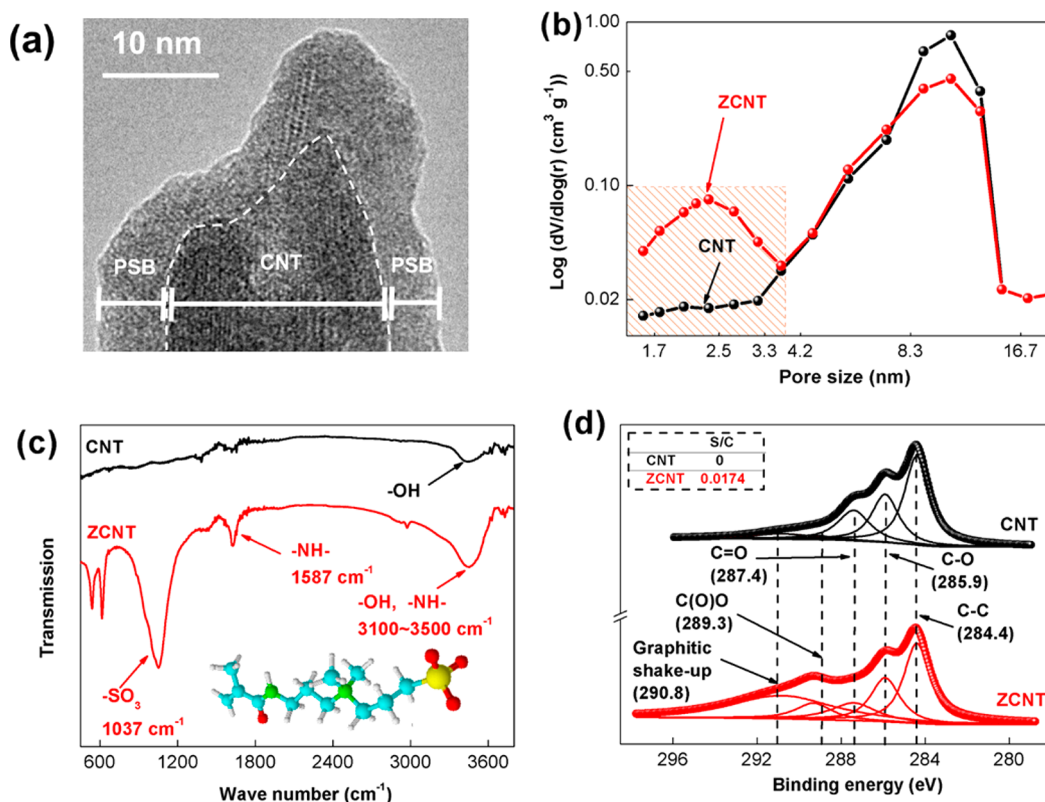 (a)
10 nm
PSB
CNT
PSB
(b)
Log (dV/dlog(r) (cm³ g⁻¹))
1.00
0.50
0.10
0.02
ZCNT
CNT
1.7 2.5 3.3 4.2 8.3 16.7
Pore size (nm)
(c)
Transmission
CNT
-OH
ZCNT
-NH-
1587 cm⁻¹
-OH, -NH-
3100~3500 cm⁻¹
-SO₃
1037 cm⁻¹
600 1200 1800 2400 3000 3600
Wave number (cm⁻¹)
(d)
S/C
CNT 0
ZCNT 0.0174
CNT
C=O
(287.4)
C-O
(285.9)
C(O)O
(289.3)
C-C
(284.4)
Graphitic
shake-up
(290.8)
ZCNT
296 292 288 284 280
Binding energy (eV)